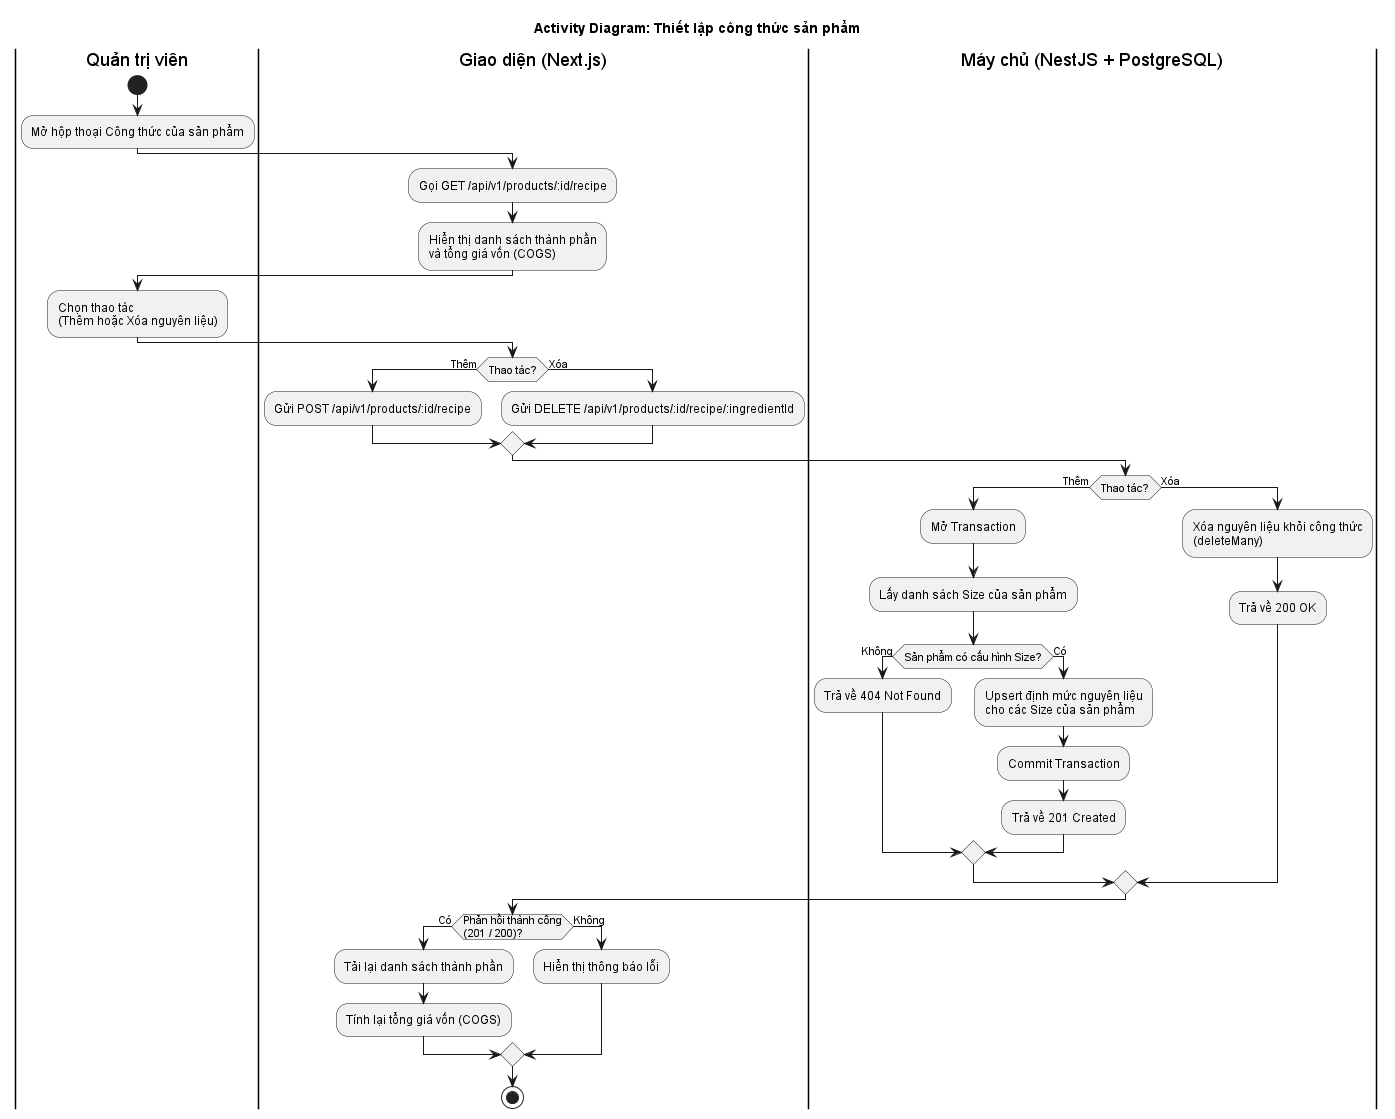 Activity Diagram: Thiết lập công thức sản phẩm
Quản trị viên
Giao diện (Next.js)
Máy chủ (NestJS + PostgreSQL)
Mở hộp thoại Công thức của sản phẩm
Gọi GET /api/v1/products/:id/recipe
Hiển thị danh sách thành phần
và tổng giá vốn (COGS)
Chọn thao tác
(Thêm hoặc Xóa nguyên liệu)
Thêm
Thao tác?
Xóa
Gửi POST /api/v1/products/:id/recipe
Gửi DELETE /api/v1/products/:id/recipe/:ingredientId
Thêm
Thao tác?
Xóa
Mở Transaction
Xóa nguyên liệu khỏi công thức
(deleteMany)
Lấy danh sách Size của sản phẩm
Trả về 200 OK
Không
Sản phẩm có cấu hình Size?
Có
Trả về 404 Not Found
Upsert định mức nguyên liệu
cho các Size của sản phẩm
Commit Transaction
Trả về 201 Created
Có
Phản hồi thành công
(201 / 200)?
Không
Tải lại danh sách thành phần
Hiển thị thông báo lỗi
Tính lại tổng giá vốn (COGS)